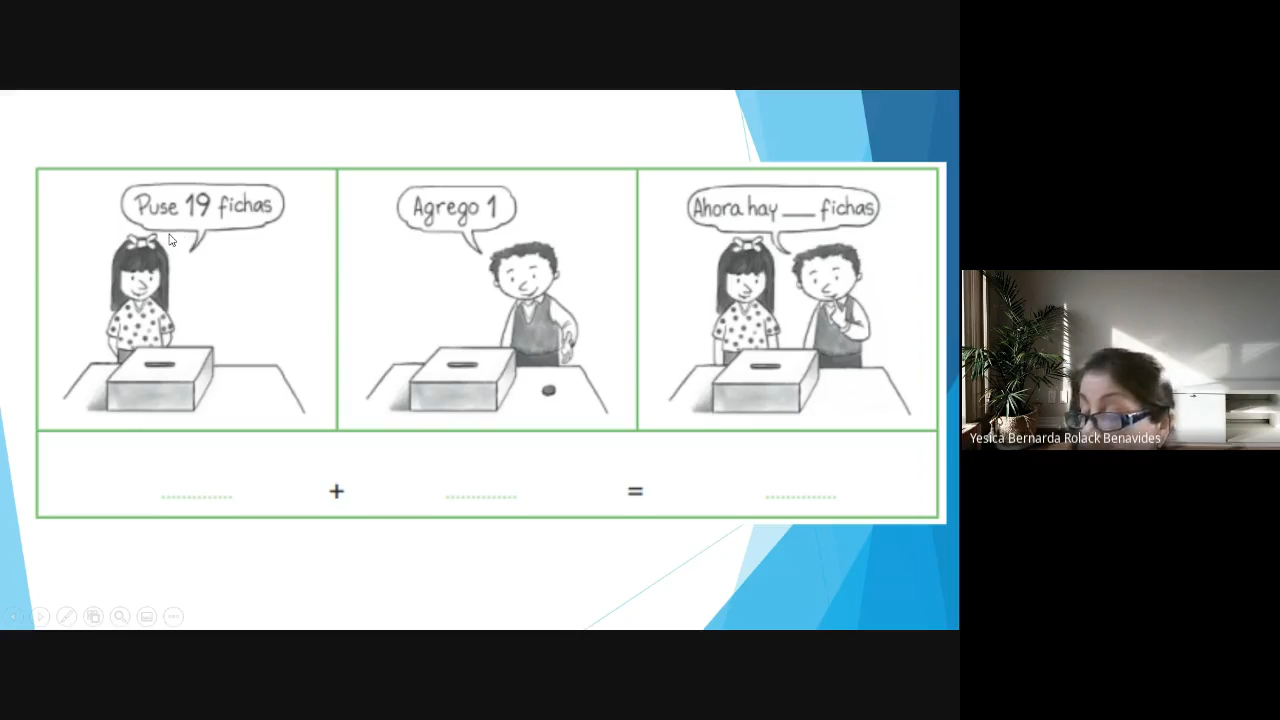 Puse 19 fichas
Agrego 1
Ahora hay ___ fichas
+ =
Yesica Bernarda Rolack Benavides